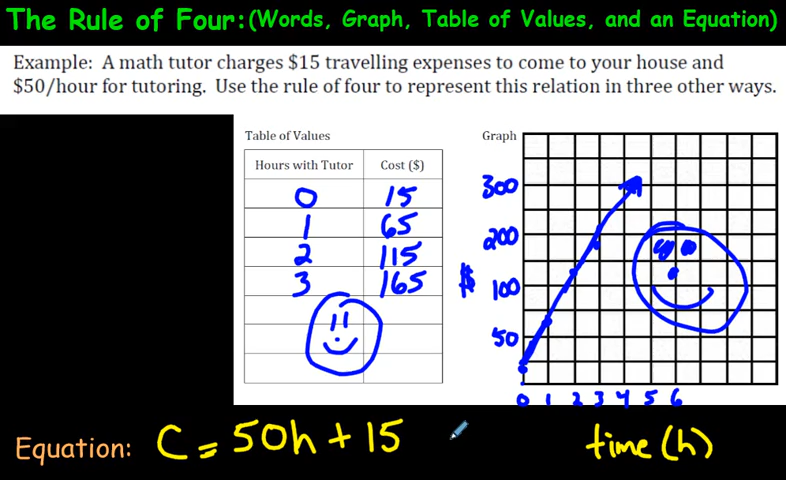 The Rule of Four: (Words, Graph, Table of Values, and an Equation)
Example: A math tutor charges $15 travelling expenses to come to your house and
$50/hour for tutoring. Use the rule of four to represent this relation in three other ways.
Table of Values
Hours with Tutor Cost ($)
0 15
1 65
2 115
3 165
Graph
300
200
$ 100
50
0 1 2 3 4 5 6
time (h)
Equation: C = 50h + 15